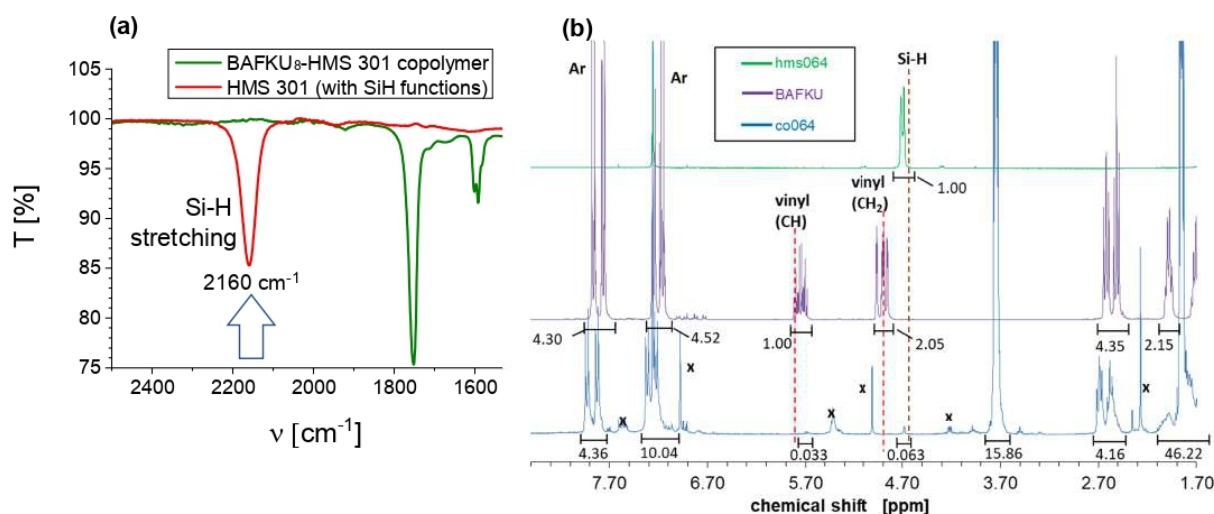 (a)
BAFKU₈-HMS 301 copolymer
HMS 301 (with SiH functions)
105
100
95
90
85
80
75
T [%]
Si-H
stretching
2160 cm⁻¹
2400 2200 2000 1800 1600
ν [cm⁻¹]
(b)
Ar Ar
hms064
BAFKU
co064
Si-H
1.00
vinyl
(CH)
vinyl
(CH₂)
4.30 4.52 1.00 2.05 4.35 2.15
x x x x x
4.36 10.04 0.033 0.063 15.86 4.16 46.22
7.70 6.70 5.70 4.70 3.70 2.70 1.70
chemical shift [ppm]